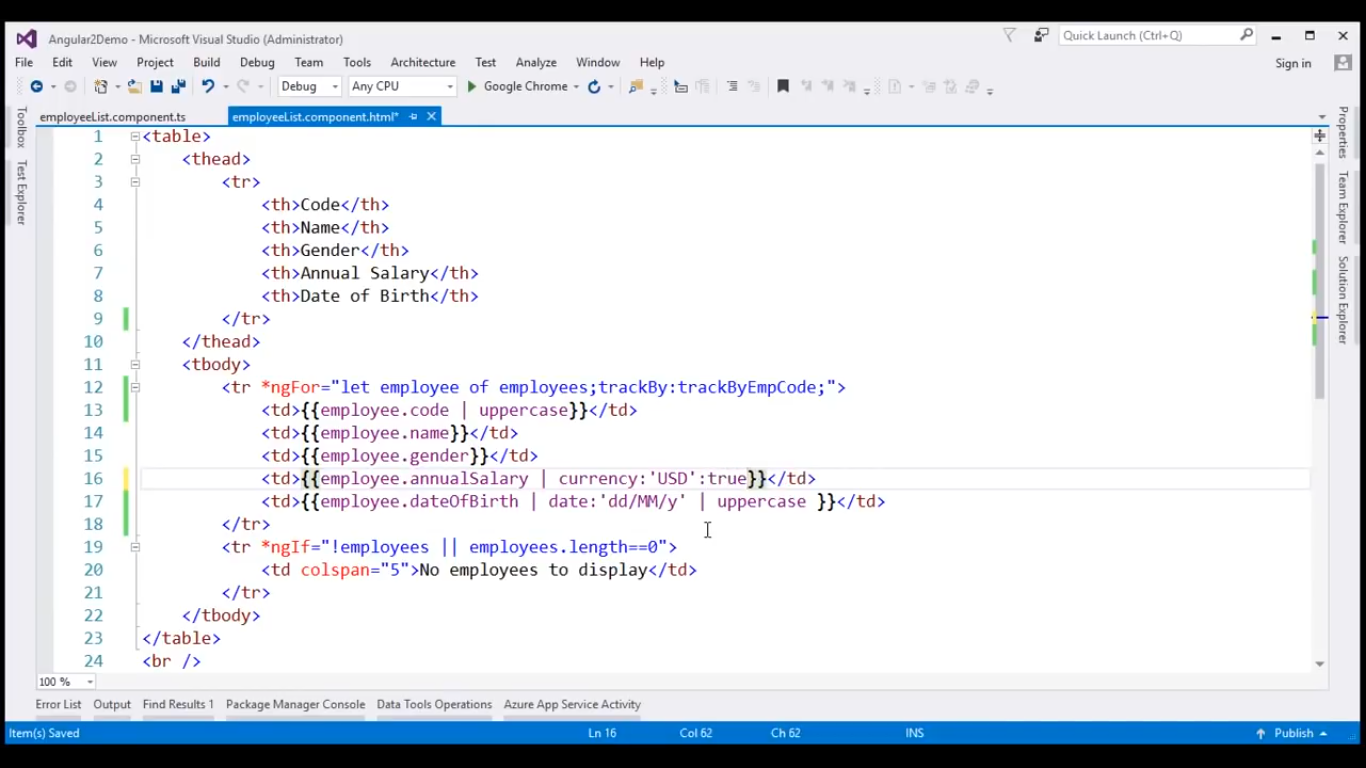 Angular2Demo - Microsoft Visual Studio (Administrator)
Quick Launch (Ctrl+Q)
File Edit View Project Build Debug Team Tools Architecture Test Analyze Window Help
Sign in
Debug Any CPU Google Chrome
employeeList.component.ts employeeList.component.html*
Toolbox
Test Explorer
1 <table>
2 <thead>
3 <tr>
4 <th>Code</th>
5 <th>Name</th>
6 <th>Gender</th>
7 <th>Annual Salary</th>
8 <th>Date of Birth</th>
9 </tr>
10 </thead>
11 <tbody>
12 <tr *ngFor="let employee of employees;trackBy:trackByEmpCode;">
13 <td>{{employee.code | uppercase}}</td>
14 <td>{{employee.name}}</td>
15 <td>{{employee.gender}}</td>
16 <td>{{employee.annualSalary | currency:'USD':true}}</td>
17 <td>{{employee.dateOfBirth | date:'dd/MM/y' | uppercase }}</td>
18 </tr>
19 <tr *ngIf="!employees || employees.length==0">
20 <td colspan="5">No employees to display</td>
21 </tr>
22 </tbody>
23 </table>
24 <br />
Properties
Team Explorer
Solution Explorer
100 %
Error List Output Find Results 1 Package Manager Console Data Tools Operations Azure App Service Activity
Item(s) Saved Ln 16 Col 62 Ch 62 INS Publish